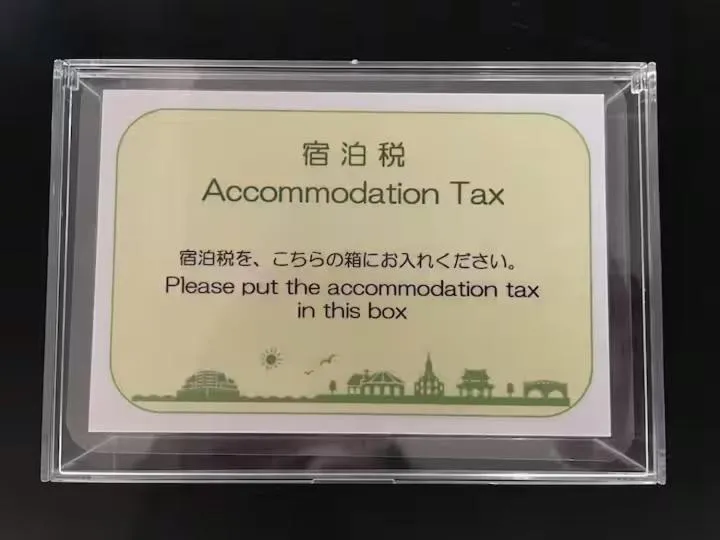 宿泊税
Accommodation Tax
宿泊税を、こちらの箱にお入れください。
Please put the accommodation tax
in this box